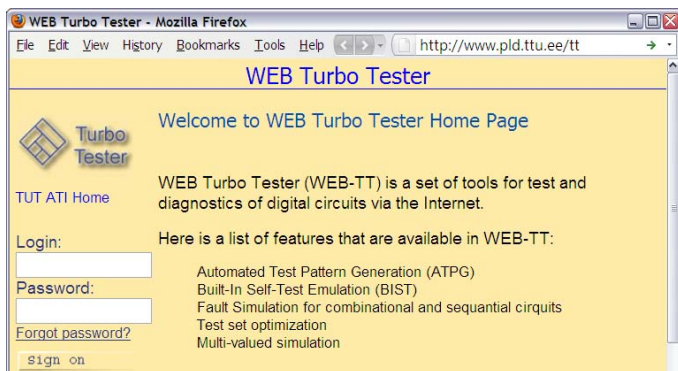 WEB Turbo Tester - Mozilla Firefox
File Edit View History Bookmarks Tools Help http://www.pld.ttu.ee/tt
WEB Turbo Tester
Turbo
Tester
TUT ATI Home
Login:
Password:
Forgot password?
Sign on
Welcome to WEB Turbo Tester Home Page
WEB Turbo Tester (WEB-TT) is a set of tools for test and
diagnostics of digital circuits via the Internet.
Here is a list of features that are available in WEB-TT:
Automated Test Pattern Generation (ATPG)
Built-In Self-Test Emulation (BIST)
Fault Simulation for combinational and sequantial cirquits
Test set optimization
Multi-valued simulation